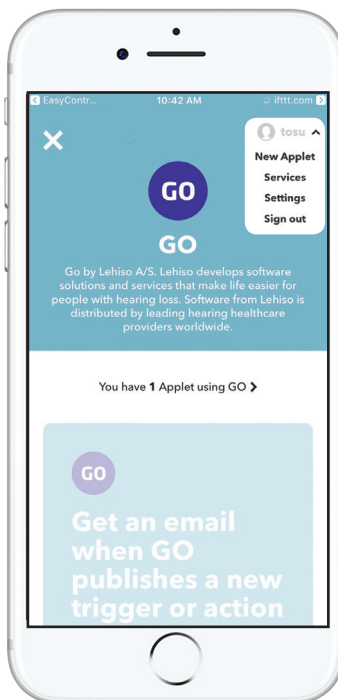 EasyContr... 10:42 AM ifttt.com
tosu
New Applet
Services
Settings
Sign out
GO
GO
Go by Lehiso A/S. Lehiso develops software
solutions and services that make life easier for
people with hearing loss. Software from Lehiso is
distributed by leading hearing healthcare
providers worldwide.
You have 1 Applet using GO
GO
Get an email
when GO
publishes a new
trigger or action